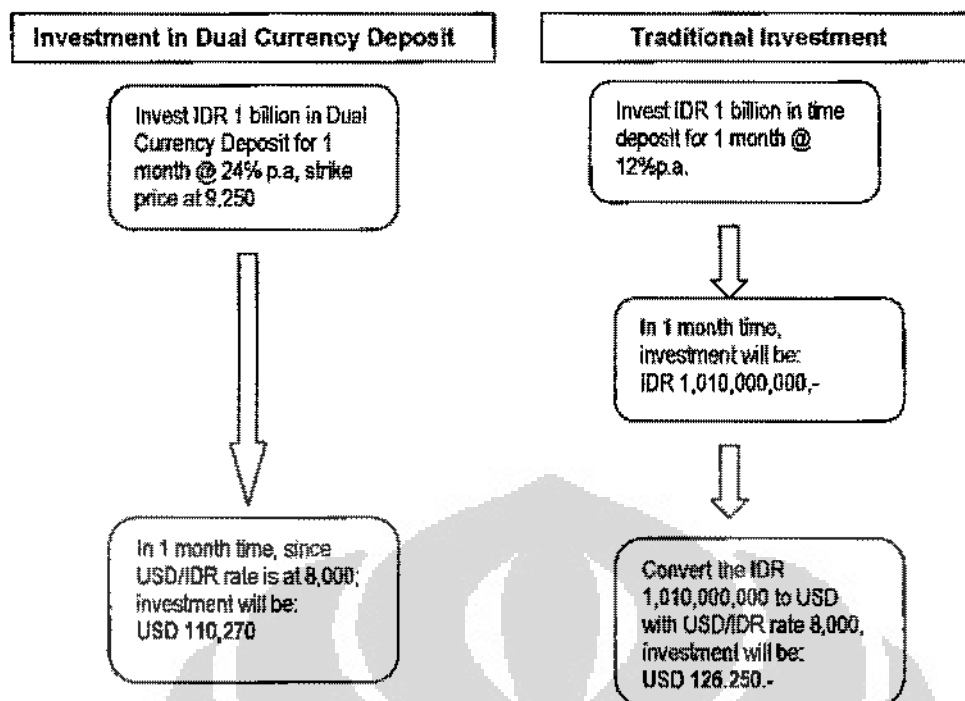 Investment in Dual Currency Deposit
Invest IDR 1 billion in Dual
Currency Deposit for 1
month @ 24% p.a, strike
price at 9,250
In 1 month time, since
USD/IDR rate is at 8,000;
investment will be:
USD 110,270
Traditional Investment
Invest IDR 1 billion in time
deposit for 1 month @
12%p.a.
In 1 month time,
investment will be:
IDR 1,010,000,000,-
Convert the IDR
1,010,000,000 to USD
with USD/IDR rate 8,000,
investment will be:
USD 126.250.-